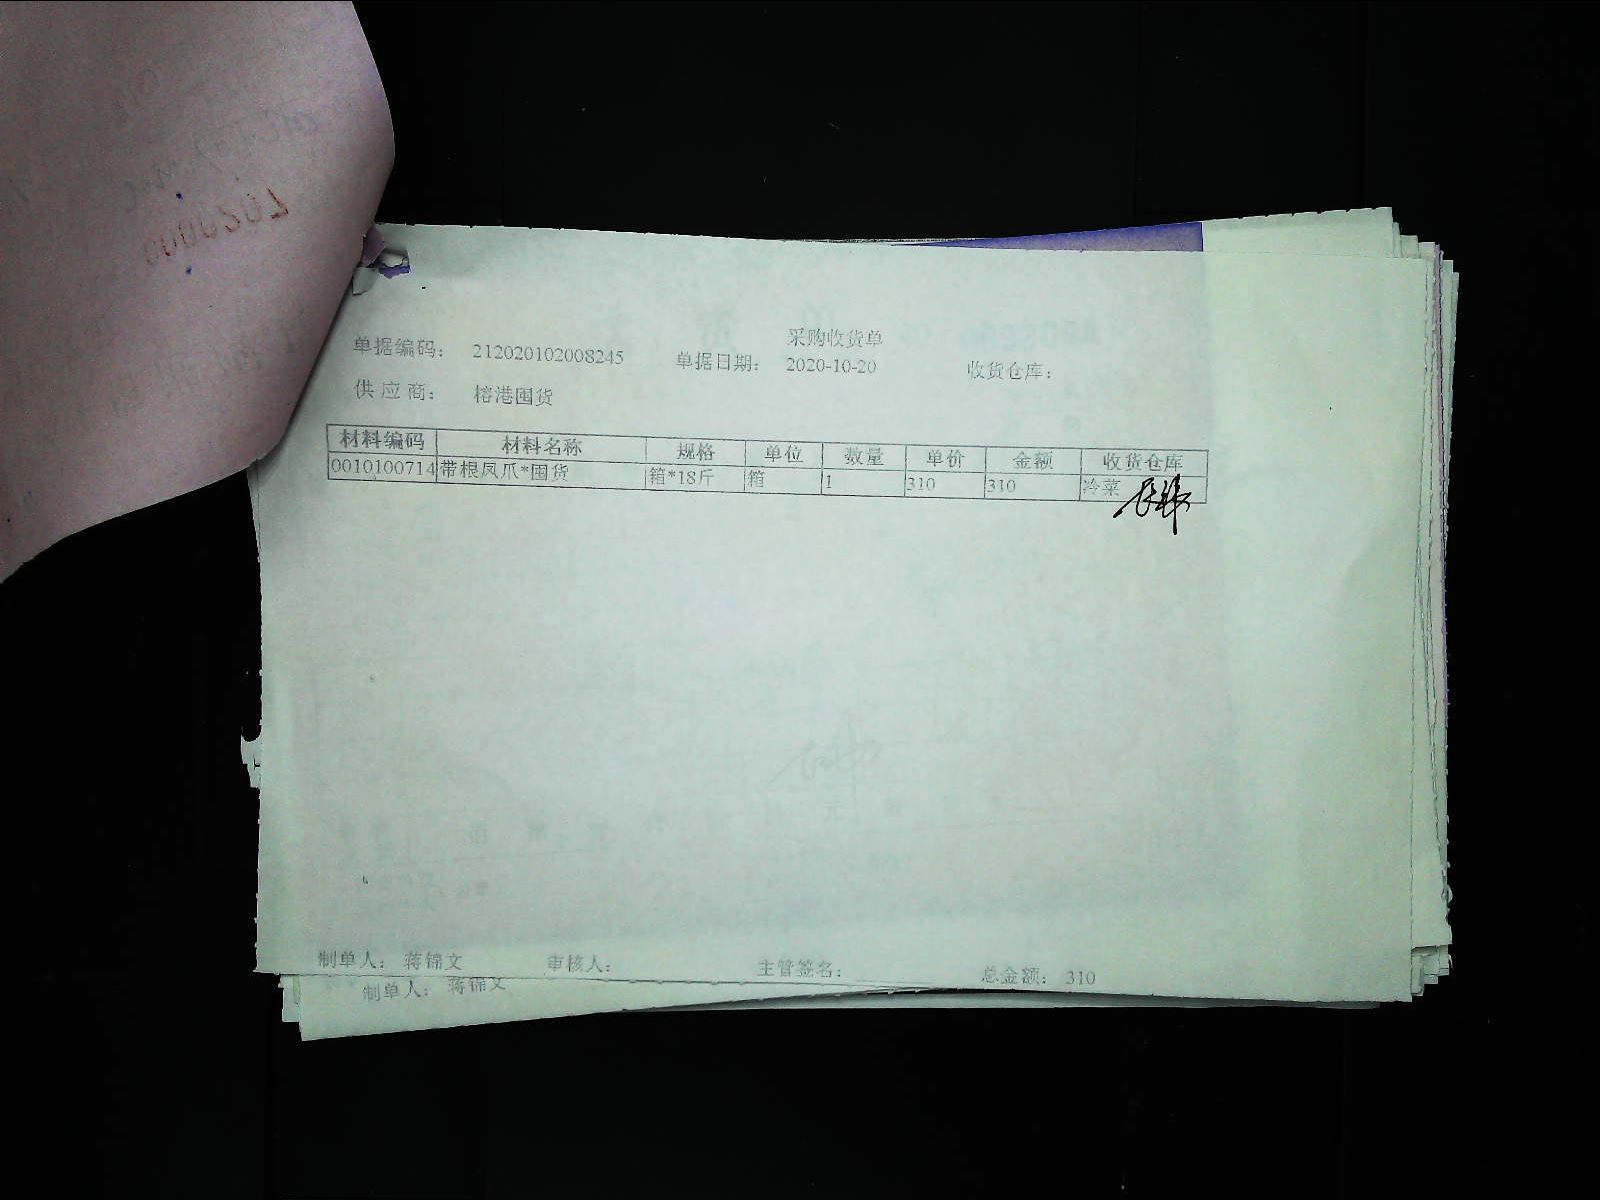 采购收货单
单据编码： 212020102008245 单据日期： 2020-10-20 收货仓库：
供 应 商： 榕港囤货
材料编码 材料名称 规格 单位 数量 单价 金额 收货仓库
0010100714 带根凤爪*囤货 箱*18斤 箱 1 310 310 冷菜
制单人： 蒋锦文 审核人： 主管签名： 总金额： 310
制单人： 蒋锦文
0000207